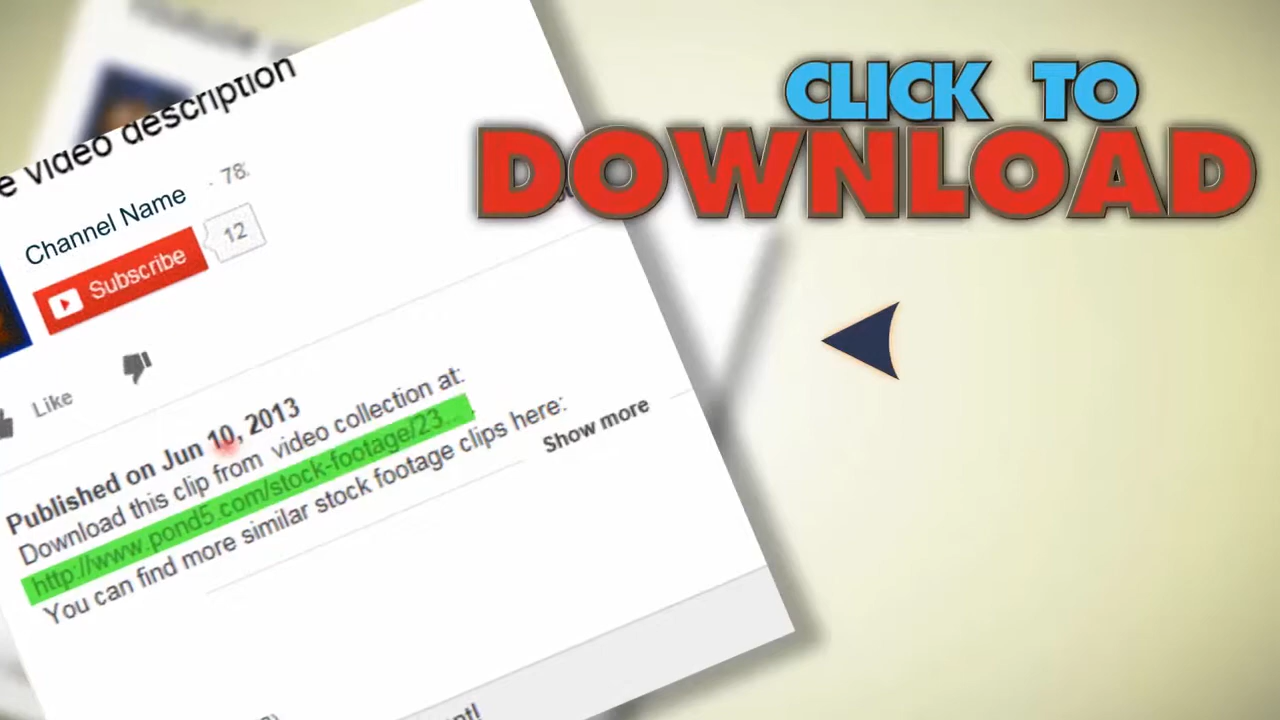 CLICK TO
DOWNLOAD
e video description
Channel Name
78
Subscribe
12
Like
Published on Jun 10, 2013
Download this clip from video collection at:
http://www.pond5.com/stock-footage/23...
You can find more similar stock footage clips here:
Show more